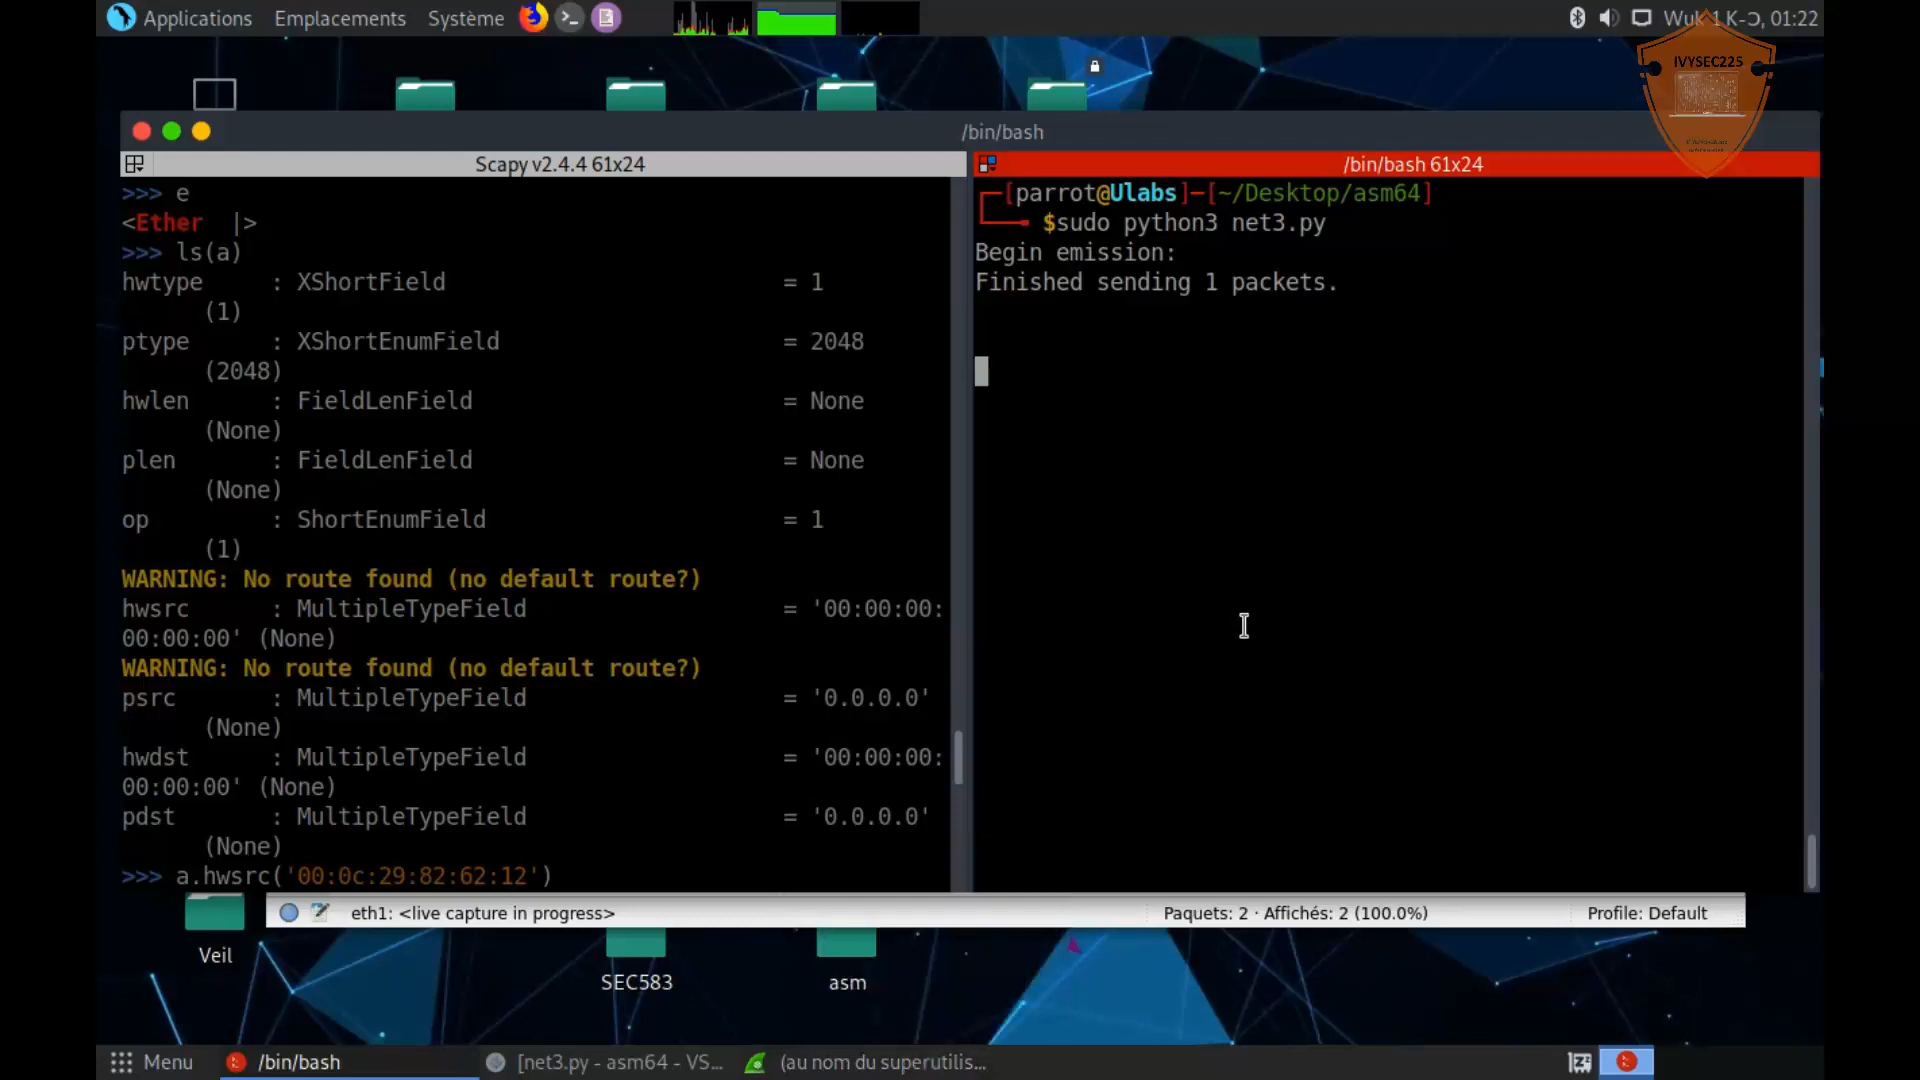 Applications Emplacements Système
Wuk 1 K-Ɔ, 01:22
IVYSEC225
/bin/bash
Scapy v2.4.4 61x24
>>> e
<Ether |>
>>> ls(a)
hwtype : XShortField = 1
(1)
ptype : XShortEnumField = 2048
(2048)
hwlen : FieldLenField = None
(None)
plen : FieldLenField = None
(None)
op : ShortEnumField = 1
(1)
WARNING: No route found (no default route?)
hwsrc : MultipleTypeField = '00:00:00:
00:00:00' (None)
WARNING: No route found (no default route?)
psrc : MultipleTypeField = '0.0.0.0'
(None)
hwdst : MultipleTypeField = '00:00:00:
00:00:00' (None)
pdst : MultipleTypeField = '0.0.0.0'
(None)
>>> a.hwsrc('00:0c:29:82:62:12')
/bin/bash 61x24
[parrot@Ulabs]-[~/Desktop/asm64]
$sudo python3 net3.py
Begin emission:
Finished sending 1 packets.
eth1: <live capture in progress> Paquets: 2 · Affichés: 2 (100.0%) Profile: Default
Veil
SEC583
asm
Menu /bin/bash [net3.py - asm64 - VS... (au nom du superutilis...